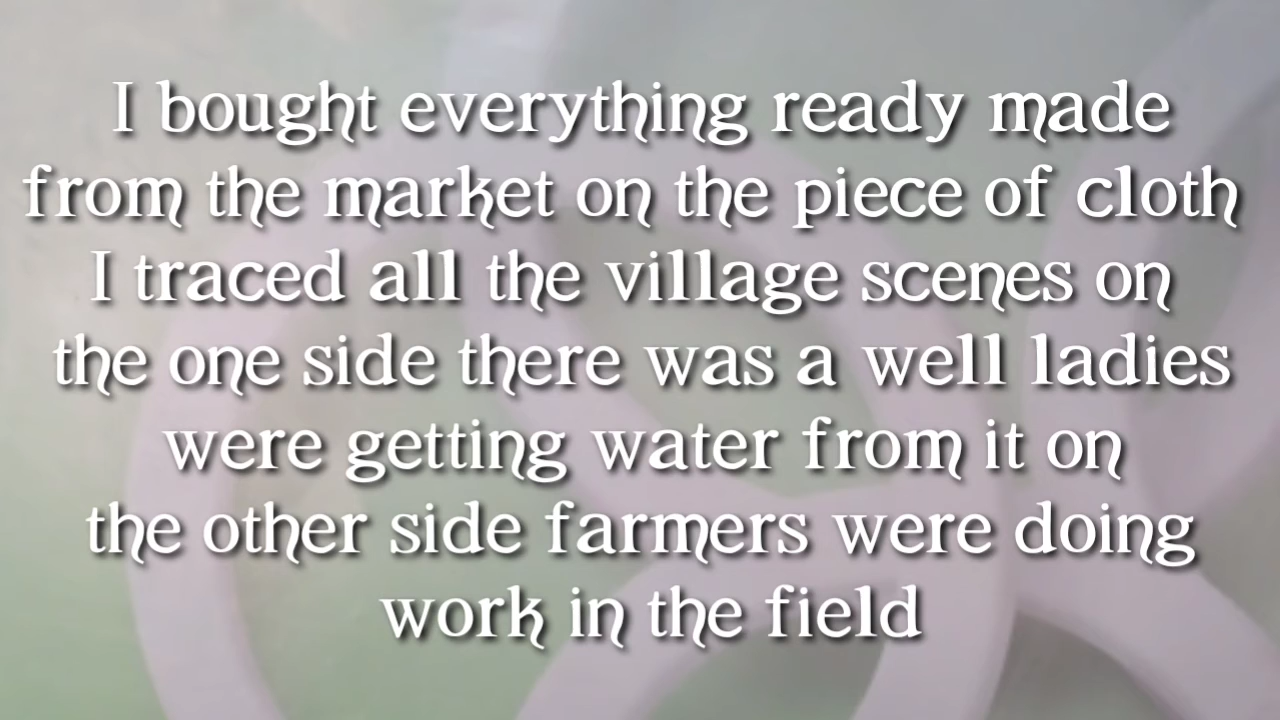 I bought everything ready made
from the market on the piece of cloth
I traced all the village scenes on
the one side there was a well ladies
were getting water from it on
the other side farmers were doing
work in the field